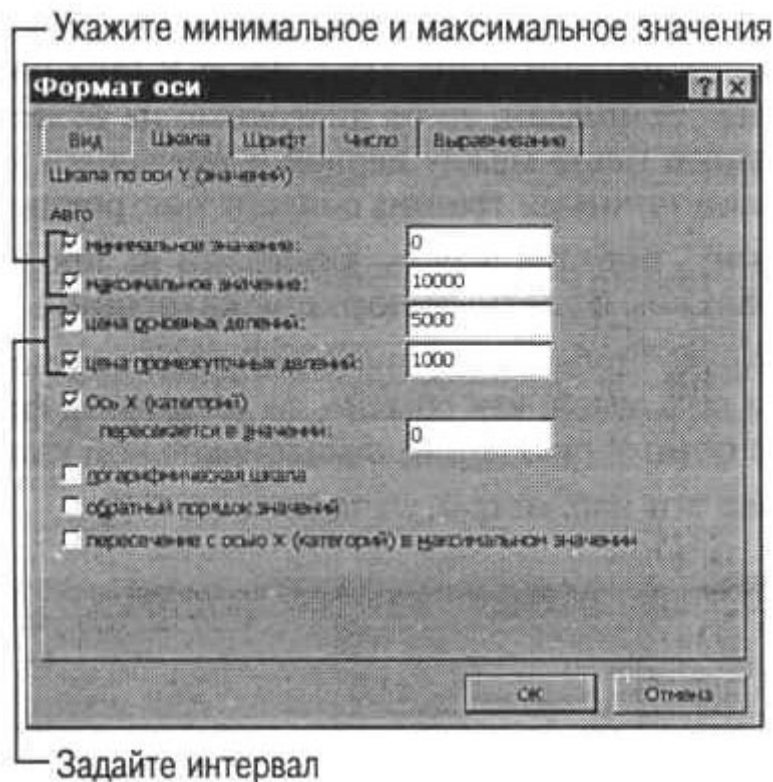 Укажите минимальное и максимальное значения
Формат оси
Вид Шкала Шрифт Число Выравнивание
Шкала по оси Y (значений)
Авто
минимальное значение: 0
максимальное значение: 10000
цена основных делений: 5000
цена промежуточных делений: 1000
Ось X (категорий)
пересекается в значении: 0
логарифмическая шкала
обратный порядок значений
пересечение с осью X (категорий) в максимальном значении
ОК Отмена
Задайте интервал